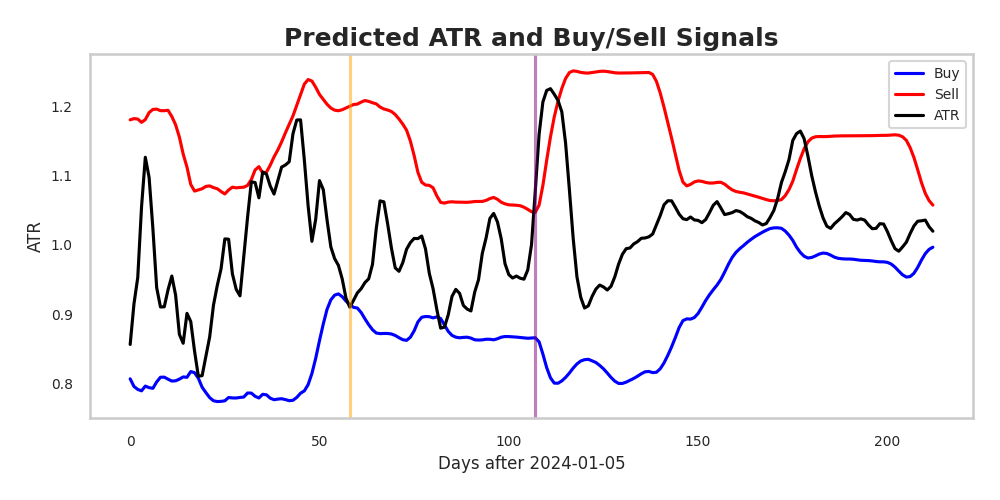 Predicted ATR and Buy/Sell Signals
Buy
Sell
ATR
1.2
1.1
1.0
0.9
0.8
ATR
0
50
100
150
200
Days after 2024-01-05